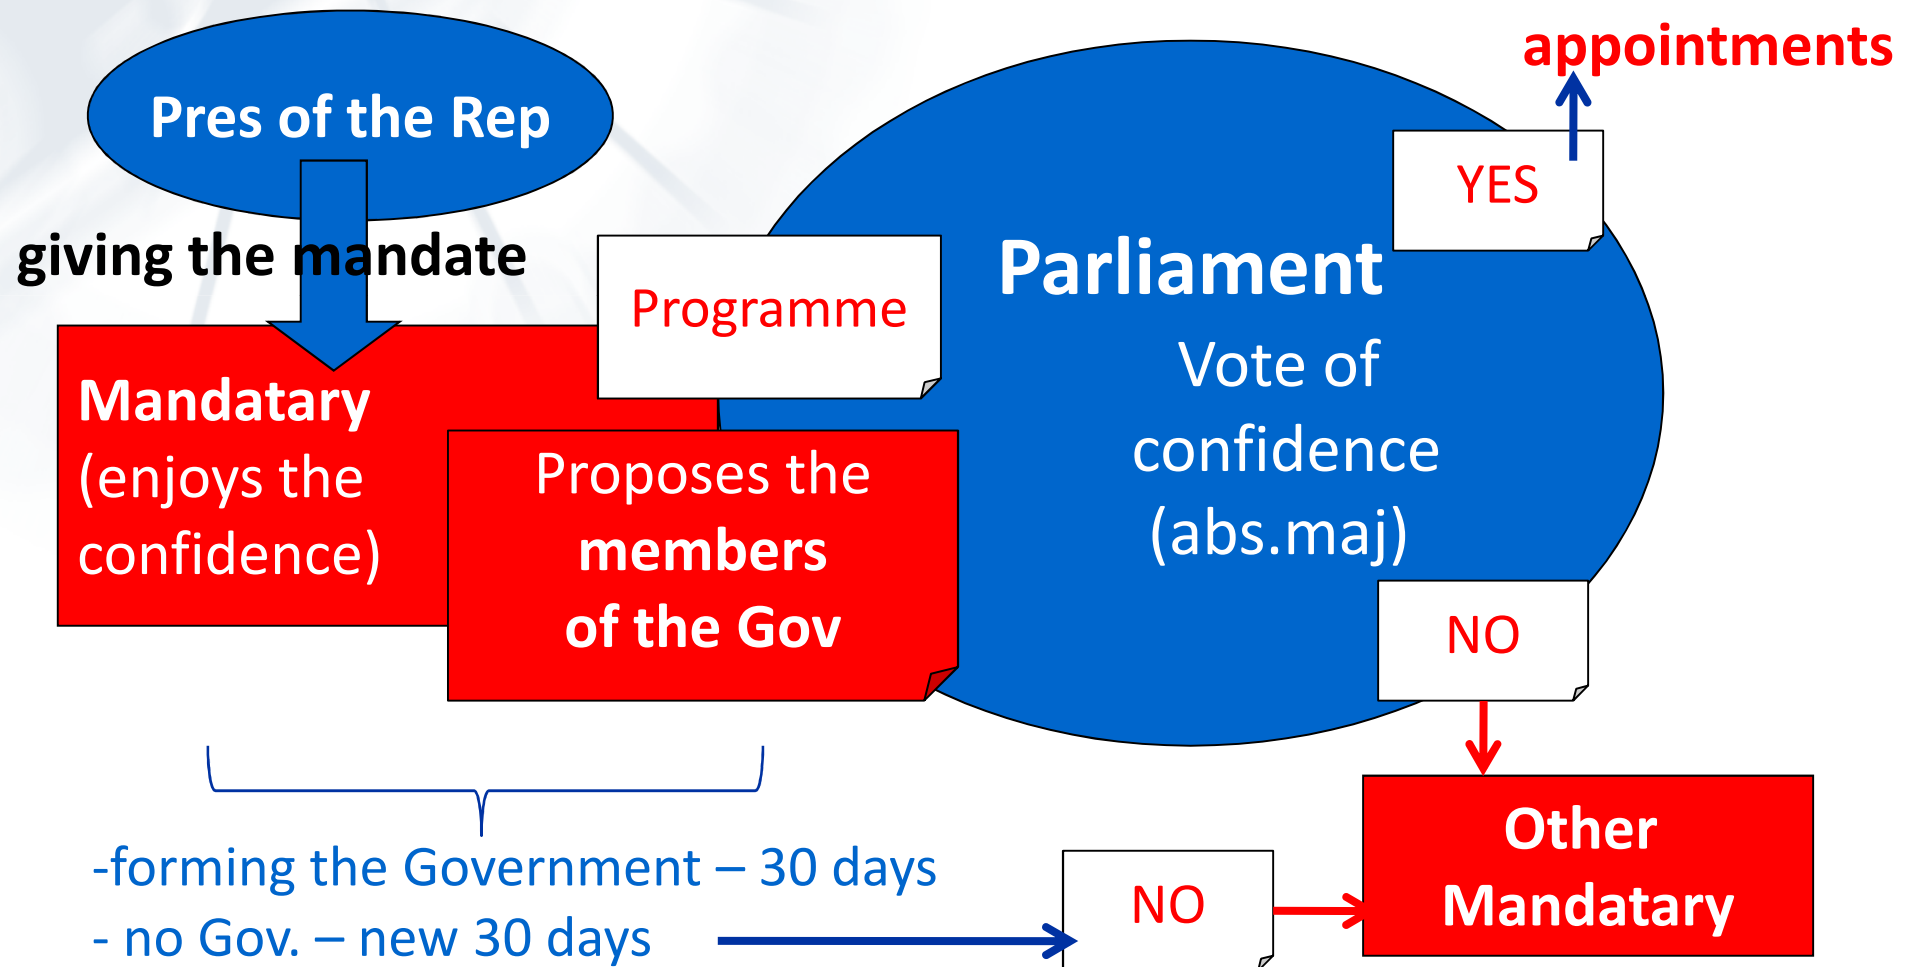 Pres of the Rep
giving the mandate
Mandatary
(enjoys the
confidence)
Programme
Proposes the
members
of the Gov
Parliament
Vote of
confidence
(abs.maj)
YES
appointments
NO
Other
Mandatary
-forming the Government – 30 days
- no Gov. – new 30 days
NO